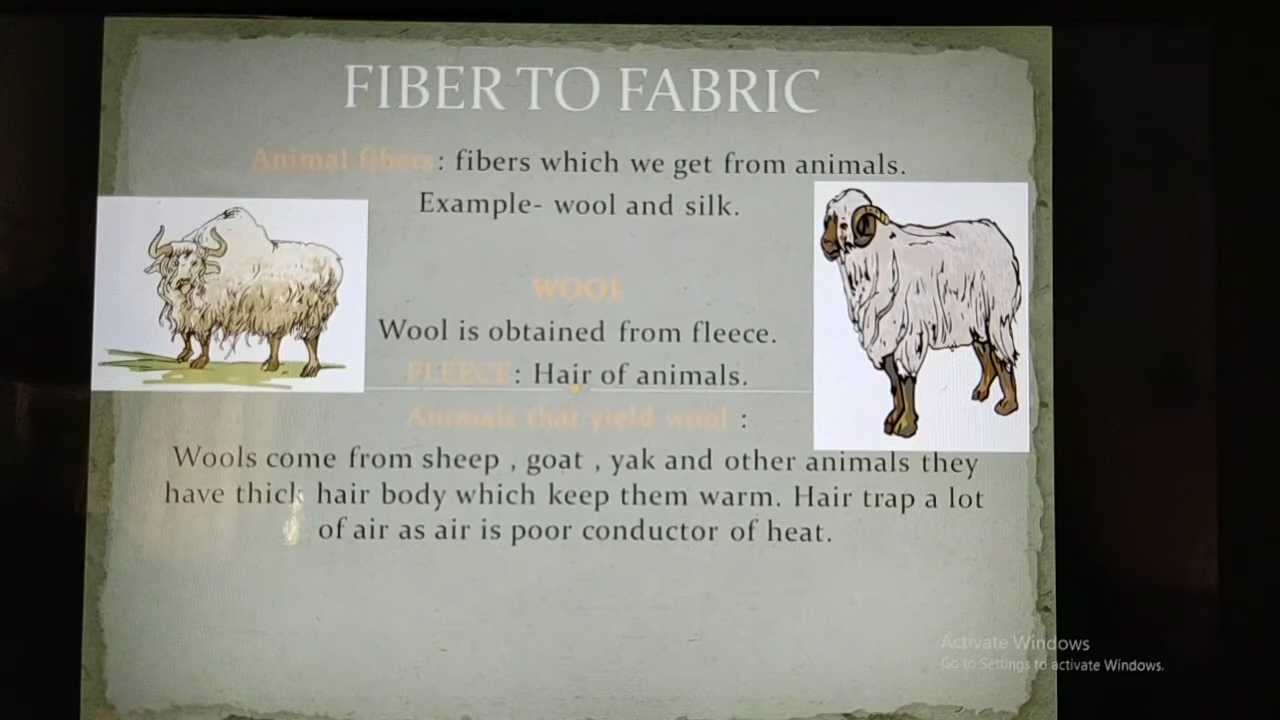 FIBER TO FABRIC
Animal fibers : fibers which we get from animals.
Example- wool and silk.
WOOL
Wool is obtained from fleece.
FLEECE : Hair of animals.
Animals that yield wool :
Wools come from sheep , goat , yak and other animals they
have thick hair body which keep them warm. Hair trap a lot
of air as air is poor conductor of heat.
Activate Windows
Go to Settings to activate Windows.